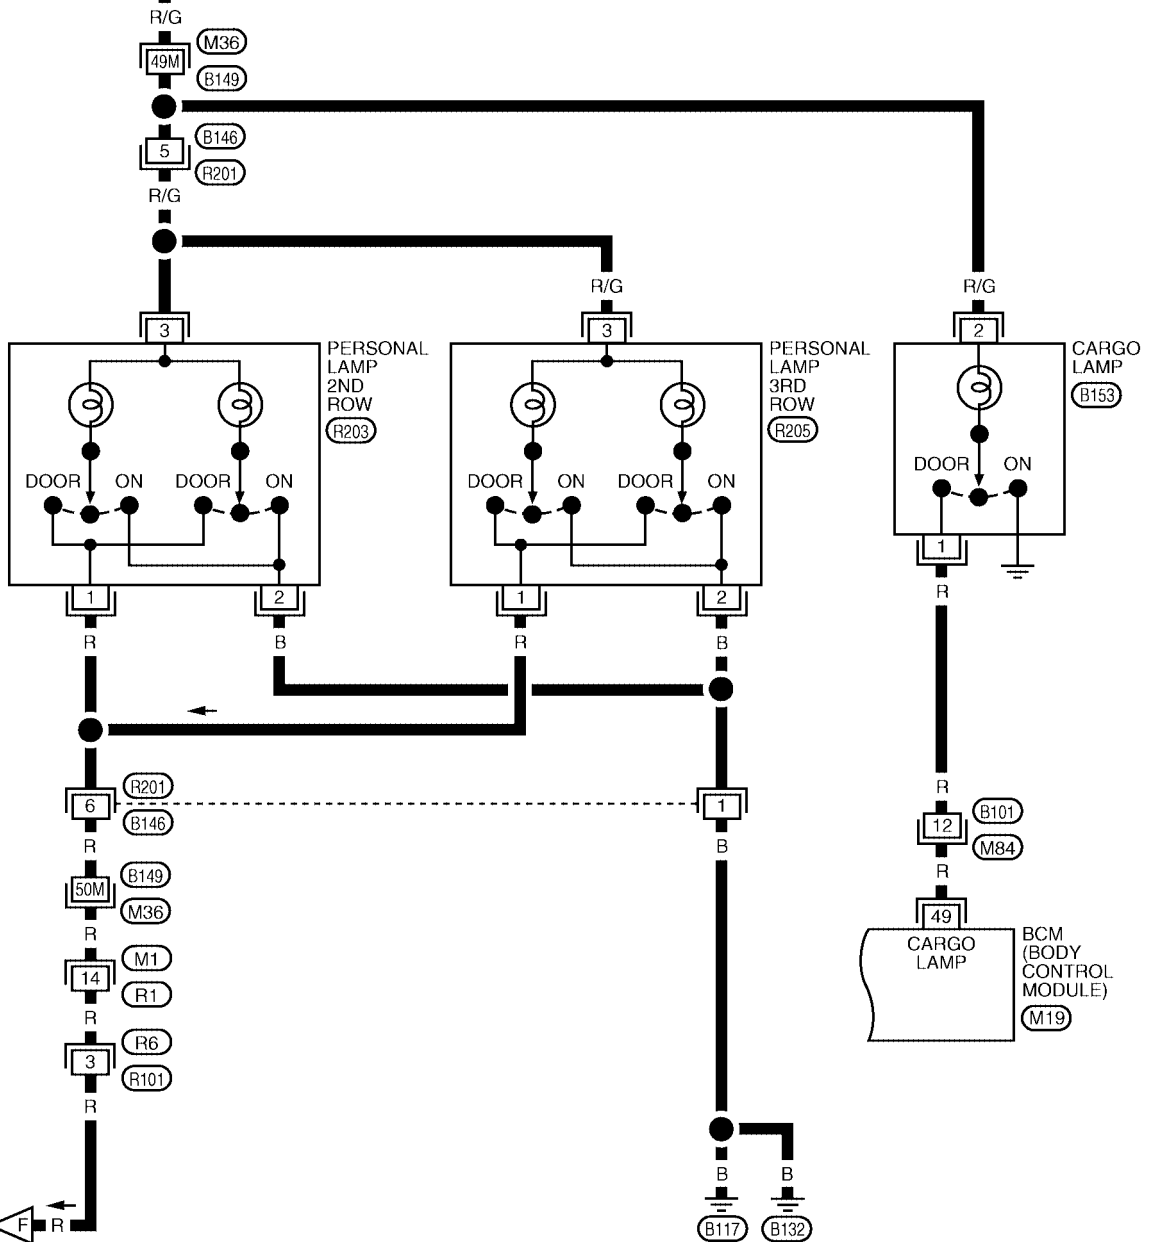 R/G
49M
M36
B149
5
B146
R201
R/G
R/G
R/G
3
3
2
PERSONAL
LAMP
2ND
ROW
R203
PERSONAL
LAMP
3RD
ROW
R205
CARGO
LAMP
B153
DOOR
ON
DOOR
ON
DOOR
ON
DOOR
ON
DOOR
ON
1
2
1
2
1
R
B
R
B
R
R201
6
B146
1
R
B
R
B101
12
M84
R
B149
50M
M36
R
49
CARGO
LAMP
BCM
(BODY
CONTROL
MODULE)
M19
M1
14
R1
R
R6
3
R101
R
F
R
B
B
B117
B132